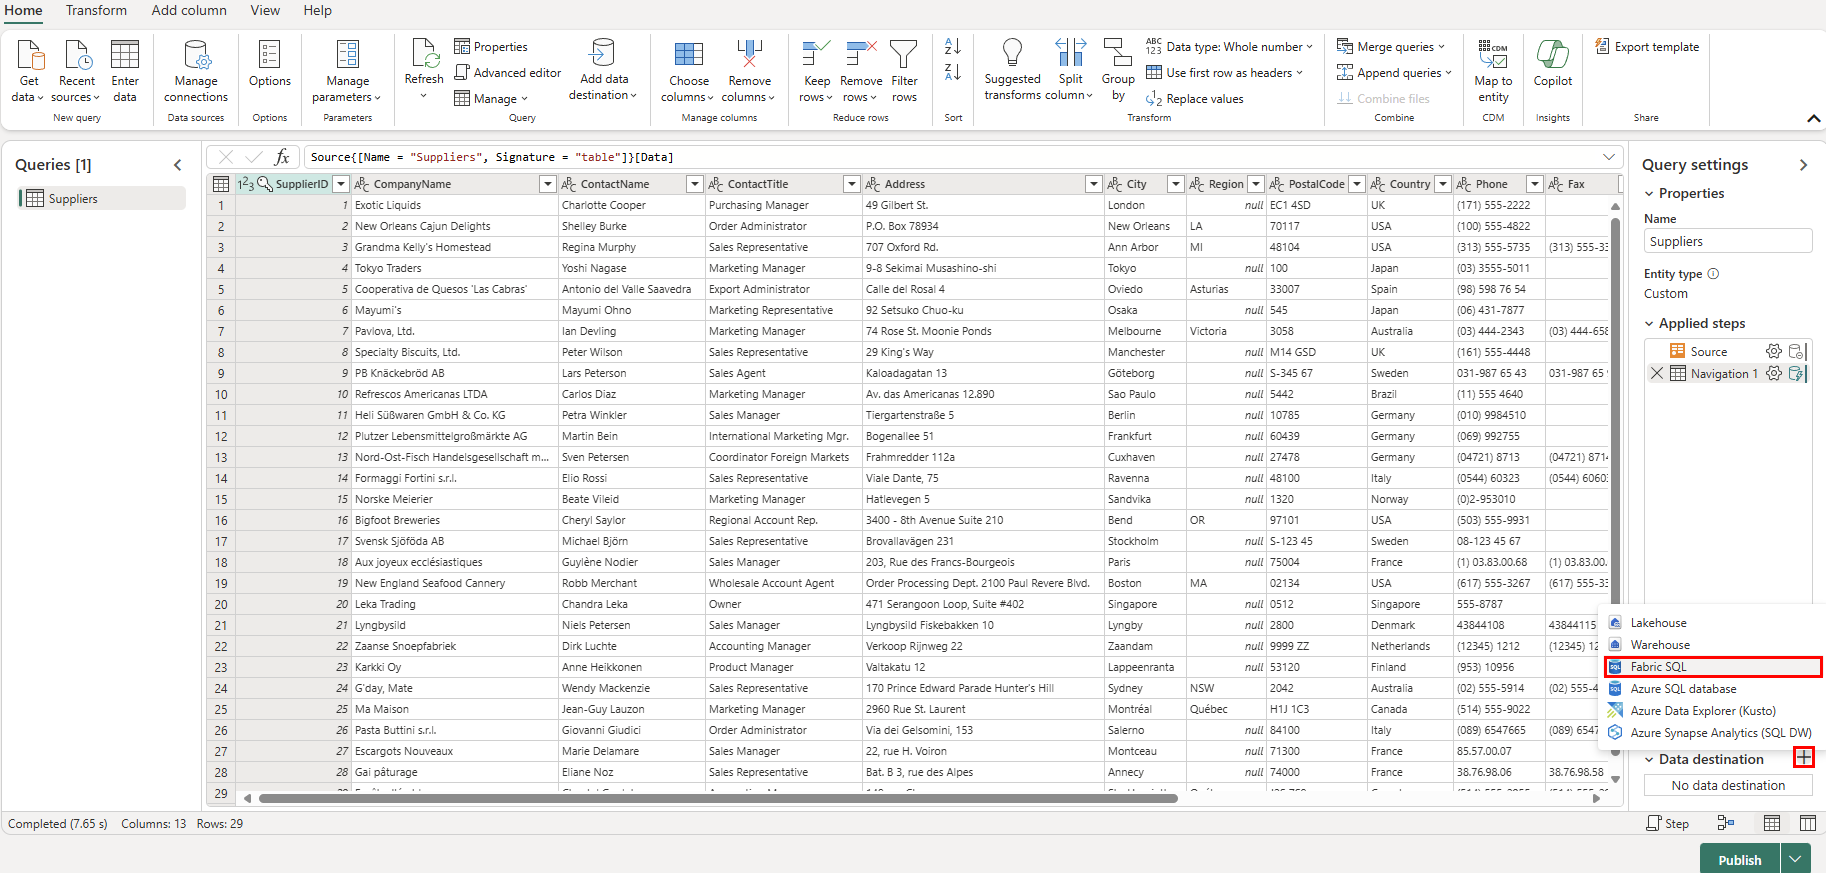 Home Transform Add column View Help
Get data
Recent sources
Enter data
New query
Manage connections
Data sources
Options
Options
Manage parameters
Parameters
Refresh
Properties
Advanced editor
Manage
Add data destination
Query
Choose columns
Remove columns
Manage columns
Keep rows
Remove rows
Filter rows
Reduce rows
Sort
Suggested transforms
Split column
Group by
Data type: Whole number
Use first row as headers
Replace values
Transform
Merge queries
Append queries
Combine files
Combine
Map to entity
CDM
Copilot
Insights
Export template
Share
Queries [1]
Suppliers
Source{[Name = "Suppliers", Signature = "table"]}[Data]
SupplierID CompanyName ContactName ContactTitle Address City Region PostalCode Country Phone Fax
1 1 Exotic Liquids Charlotte Cooper Purchasing Manager 49 Gilbert St. London null EC1 4SD UK (171) 555-2222
2 2 New Orleans Cajun Delights Shelley Burke Order Administrator P.O. Box 78934 New Orleans LA 70117 USA (100) 555-4822
3 3 Grandma Kelly's Homestead Regina Murphy Sales Representative 707 Oxford Rd. Ann Arbor MI 48104 USA (313) 555-5735 (313) 555-33
4 4 Tokyo Traders Yoshi Nagase Marketing Manager 9-8 Sekimai Musashino-shi Tokyo null 100 Japan (03) 3555-5011
5 5 Cooperativa de Quesos 'Las Cabras' Antonio del Valle Saavedra Export Administrator Calle del Rosal 4 Oviedo Asturias 33007 Spain (98) 598 76 54
6 6 Mayumi's Mayumi Ohno Marketing Representative 92 Setsuko Chuo-ku Osaka null 545 Japan (06) 431-7877
7 7 Pavlova, Ltd. Ian Devling Marketing Manager 74 Rose St. Moonie Ponds Melbourne Victoria 3058 Australia (03) 444-2343 (03) 444-658
8 8 Specialty Biscuits, Ltd. Peter Wilson Sales Representative 29 King's Way Manchester null M14 GSD UK (161) 555-4448
9 9 PB Knäckebröd AB Lars Peterson Sales Agent Kaloadagatan 13 Göteborg null S-345 67 Sweden 031-987 65 43 031-987 65
10 10 Refrescos Americanas LTDA Carlos Diaz Marketing Manager Av. das Americanas 12.890 Sao Paulo null 5442 Brazil (11) 555 4640
11 11 Heli Süßwaren GmbH & Co. KG Petra Winkler Sales Manager Tiergartenstraße 5 Berlin null 10785 Germany (010) 9984510
12 12 Plutzer Lebensmittelgroßmärkte AG Martin Bein International Marketing Mgr. Bogenallee 51 Frankfurt null 60439 Germany (069) 992755
13 13 Nord-Ost-Fisch Handelsgesellschaft m... Sven Petersen Coordinator Foreign Markets Frahmredder 112a Cuxhaven null 27478 Germany (04721) 8713 (04721) 8714
14 14 Formaggi Fortini s.r.l. Elio Rossi Sales Representative Viale Dante, 75 Ravenna null 48100 Italy (0544) 60323 (0544) 6060
15 15 Norske Meierier Beate Vileid Marketing Manager Hatlevegen 5 Sandvika null 1320 Norway (0)2-953010
16 16 Bigfoot Breweries Cheryl Saylor Regional Account Rep. 3400 - 8th Avenue Suite 210 Bend OR 97101 USA (503) 555-9931
17 17 Svensk Sjöföda AB Michael Björn Sales Representative Brovallavägen 231 Stockholm null S-123 45 Sweden 08-123 45 67
18 18 Aux joyeux ecclésiastiques Guylène Nodier Sales Manager 203, Rue des Francs-Bourgeois Paris null 75004 France (1) 03.83.00.68 (1) 03.83.00.
19 19 New England Seafood Cannery Robb Merchant Wholesale Account Agent Order Processing Dept. 2100 Paul Revere Blvd. Boston MA 02134 USA (617) 555-3267 (617) 555-33
20 20 Leka Trading Chandra Leka Owner 471 Serangoon Loop, Suite #402 Singapore null 0512 Singapore 555-8787
21 21 Lyngbysild Niels Petersen Sales Manager Lyngbysild Fiskebakken 10 Lyngby null 2800 Denmark 43844108 43844115
22 22 Zaanse Snoepfabriek Dirk Luchte Accounting Manager Verkoop Rijnweg 22 Zaandam null 9999 ZZ Netherlands (12345) 1212 (12345) 12
23 23 Karkki Oy Anne Heikkonen Product Manager Valtakatu 12 Lappeenranta null 53120 Finland (953) 10956
24 24 G'day, Mate Wendy Mackenzie Sales Representative 170 Prince Edward Parade Hunter's Hill Sydney NSW 2042 Australia (02) 555-5914 (02) 555-4
25 25 Ma Maison Jean-Guy Lauzon Marketing Manager 2960 Rue St. Laurent Montréal Québec H1J 1C3 Canada (514) 555-9022
26 26 Pasta Buttini s.r.l. Giovanni Giudici Order Administrator Via dei Gelsomini, 153 Salerno null 84100 Italy (089) 6547665 (089) 6547
27 27 Escargots Nouveaux Marie Delamare Sales Manager 22, rue H. Voiron Montceau null 71300 France 85.57.00.07
28 28 Gai pâturage Eliane Noz Sales Representative Bat. B 3, rue des Alpes Annecy null 74000 France 38.76.98.06 38.76.98.58
29
Query settings
Properties
Name
Suppliers
Entity type
Custom
Applied steps
Source
Navigation 1
Lakehouse
Warehouse
Fabric SQL
Azure SQL database
Azure Data Explorer (Kusto)
Azure Synapse Analytics (SQL DW)
Data destination
No data destination
Completed (7.65 s) Columns: 13 Rows: 29
Step
Publish